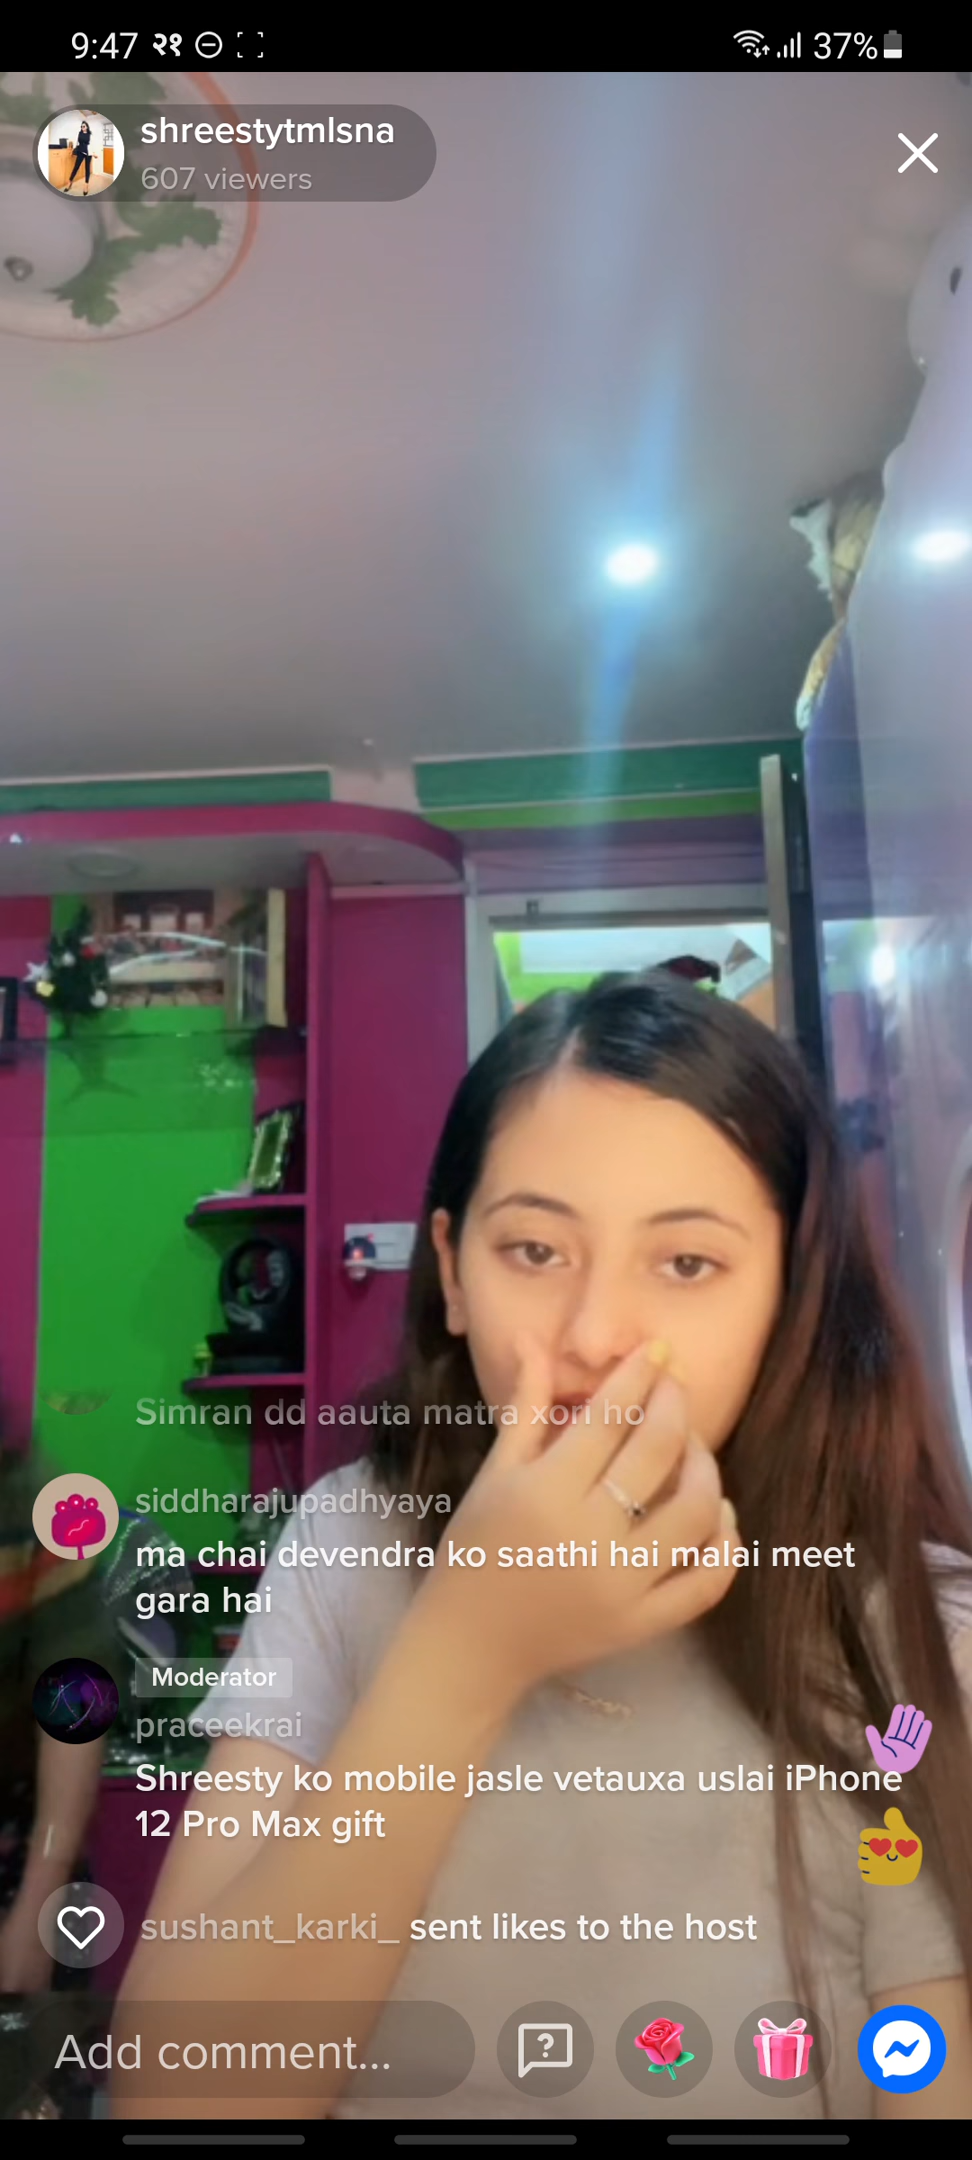 9:47 २१
37%
shreestytmlsna
607 viewers
Simran dd aauta matra xori ho
siddharajupadhyaya
ma chai devendra ko saathi hai malai meet
gara hai
Moderator
praceekrai
Shreesty ko mobile jasle vetauxa uslai iPhone
12 Pro Max gift
sushant_karki_ sent likes to the host
Add comment...
?